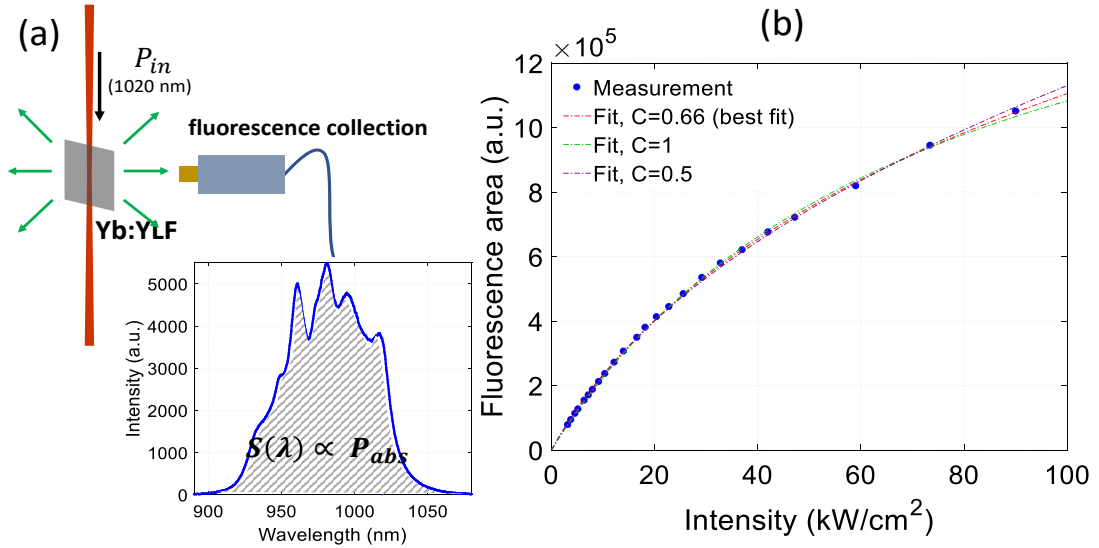 (a)
P_in
(1020 nm)
fluorescence collection
Yb:YLF
5000
4000
3000
2000
1000
0
Intensity (a.u.)
S(λ) ∝ P_abs
890
950
1000
1050
Wavelength (nm)
(b)
×10^5
12
10
8
6
4
2
0
Fluorescence area (a.u.)
Measurement
Fit, C=0.66 (best fit)
Fit, C=1
Fit, C=0.5
0
20
40
60
80
100
Intensity (kW/cm^2)